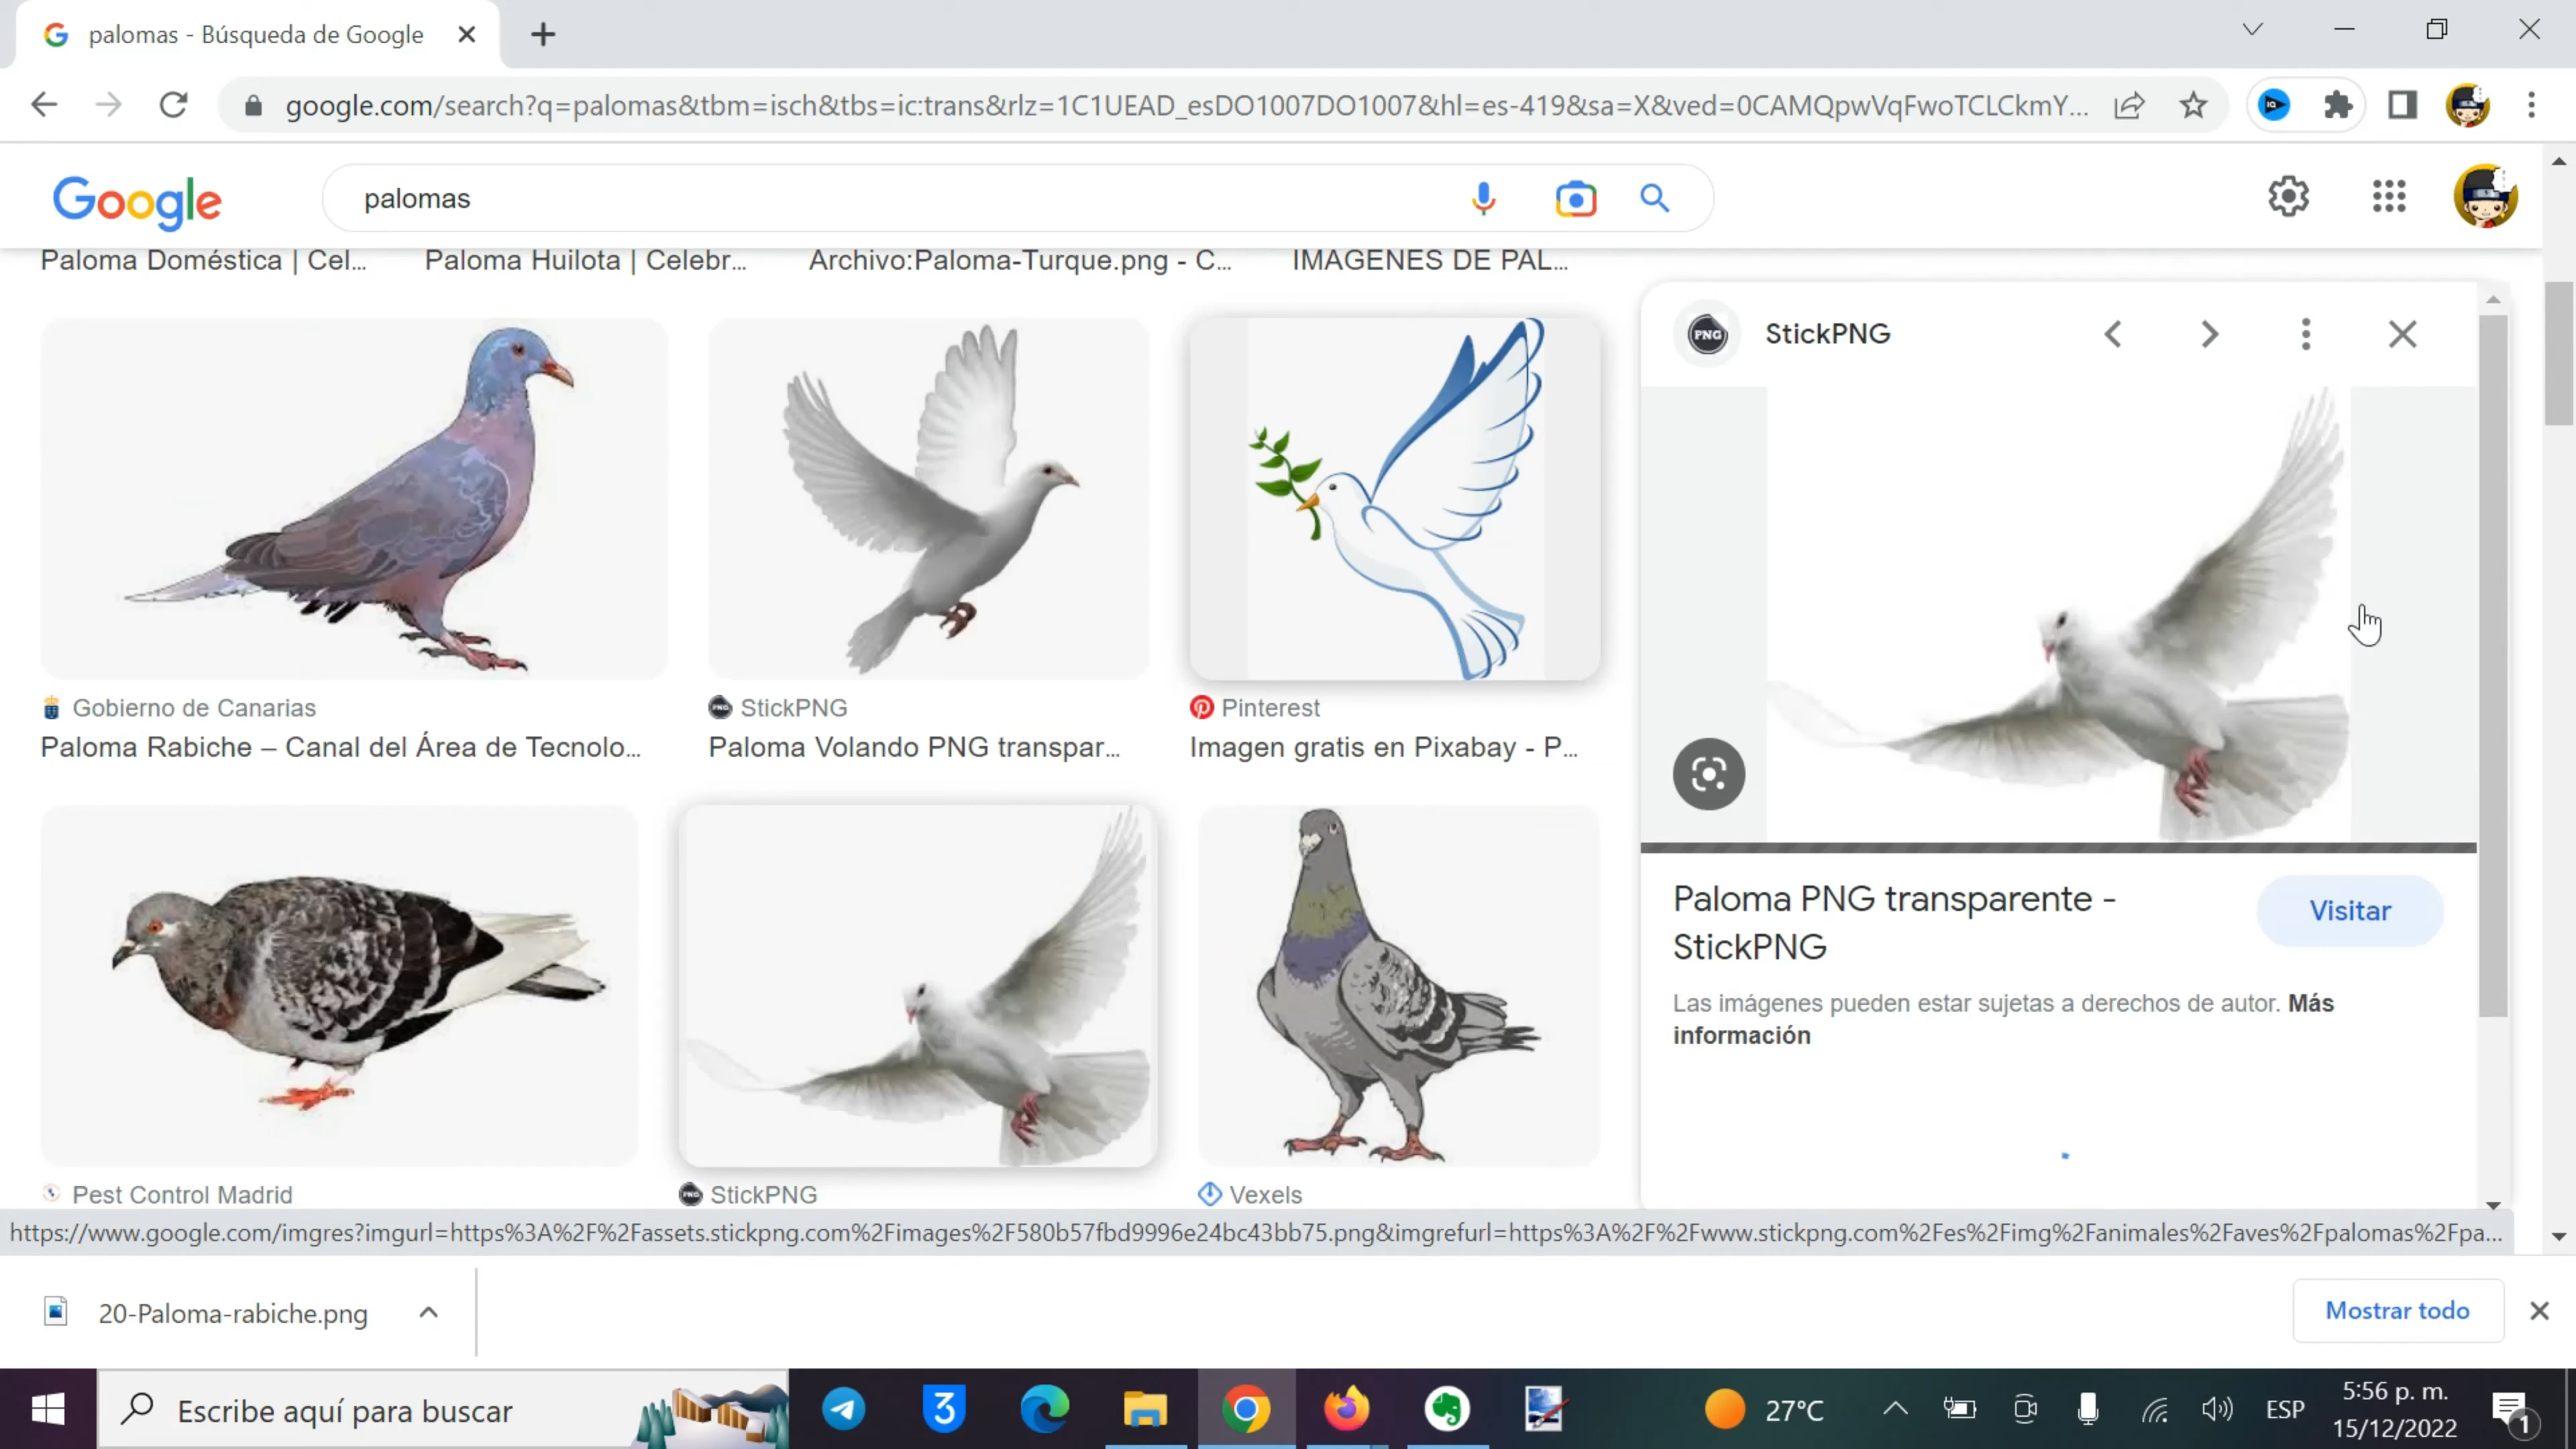 palomas - Búsqueda de Google
google.com/search?q=palomas&tbm=isch&tbs=ic:trans&rlz=1C1UEAD_esDO1007DO1007&hl=es-419&sa=X&ved=0CAMQpwVqFwoTCLCkmY...
Google
palomas
Paloma Doméstica | Cel...
Paloma Huilota | Celebr...
Archivo:Paloma-Turque.png - C...
IMAGENES DE PAL...
PNG
StickPNG
Gobierno de Canarias
Paloma Rabiche – Canal del Área de Tecnolo...
StickPNG
Paloma Volando PNG transpar...
Pinterest
Imagen gratis en Pixabay - P...
Paloma PNG transparente -
StickPNG
Visitar
Las imágenes pueden estar sujetas a derechos de autor. Más
información
Pest Control Madrid
StickPNG
Vexels
https://www.google.com/imgres?imgurl=https%3A%2F%2Fassets.stickpng.com%2Fimages%2F580b57fbd9996e24bc43bb75.png&imgrefurl=https%3A%2F%2Fwww.stickpng.com%2Fes%2Fimg%2Fanimales%2Faves%2Fpalomas%2Fpa...
20-Paloma-rabiche.png
Mostrar todo
Escribe aquí para buscar
3
27°C
ESP
5:56 p. m.
15/12/2022
1